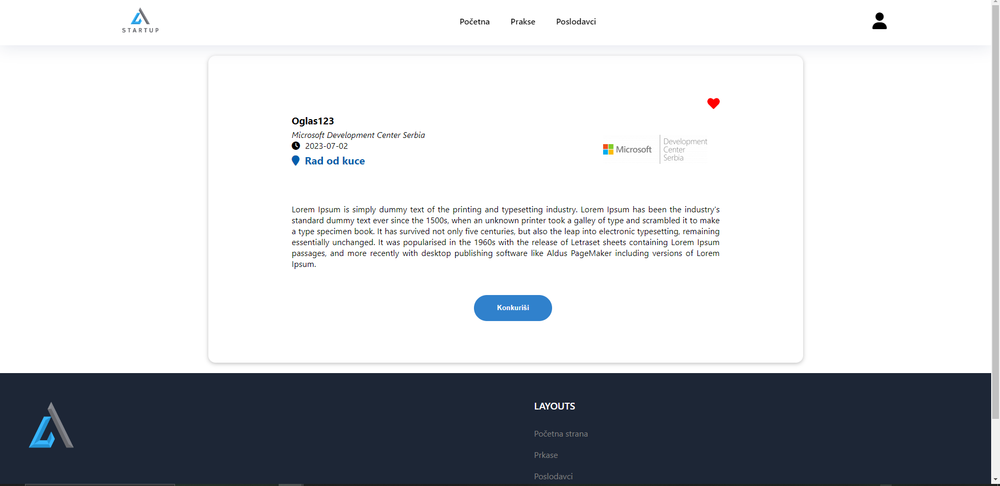 STARTUP
Početna
Prakse
Poslodavci
Oglas123
Microsoft Development Center Serbia
2023-07-02
Rad od kuce
Microsoft
Development
Center
Serbia
Lorem Ipsum is simply dummy text of the printing and typesetting industry. Lorem Ipsum has been the industry's
standard dummy text ever since the 1500s, when an unknown printer took a galley of type and scrambled it to make
a type specimen book. It has survived not only five centuries, but also the leap into electronic typesetting, remaining
essentially unchanged. It was popularised in the 1960s with the release of Letraset sheets containing Lorem Ipsum
passages, and more recently with desktop publishing software like Aldus PageMaker including versions of Lorem
Ipsum.
Konkuriši
LAYOUTS
Početna strana
Prkase
Poslodavci